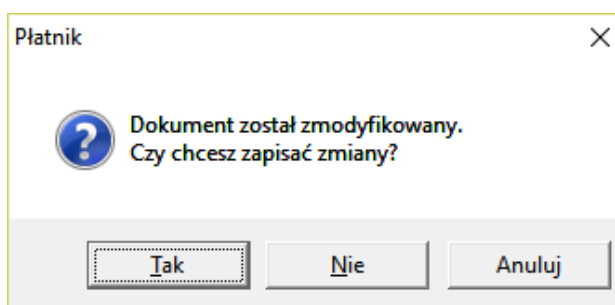 Płatnik
Dokument został zmodyfikowany.
Czy chcesz zapisać zmiany?
Tak Nie Anuluj